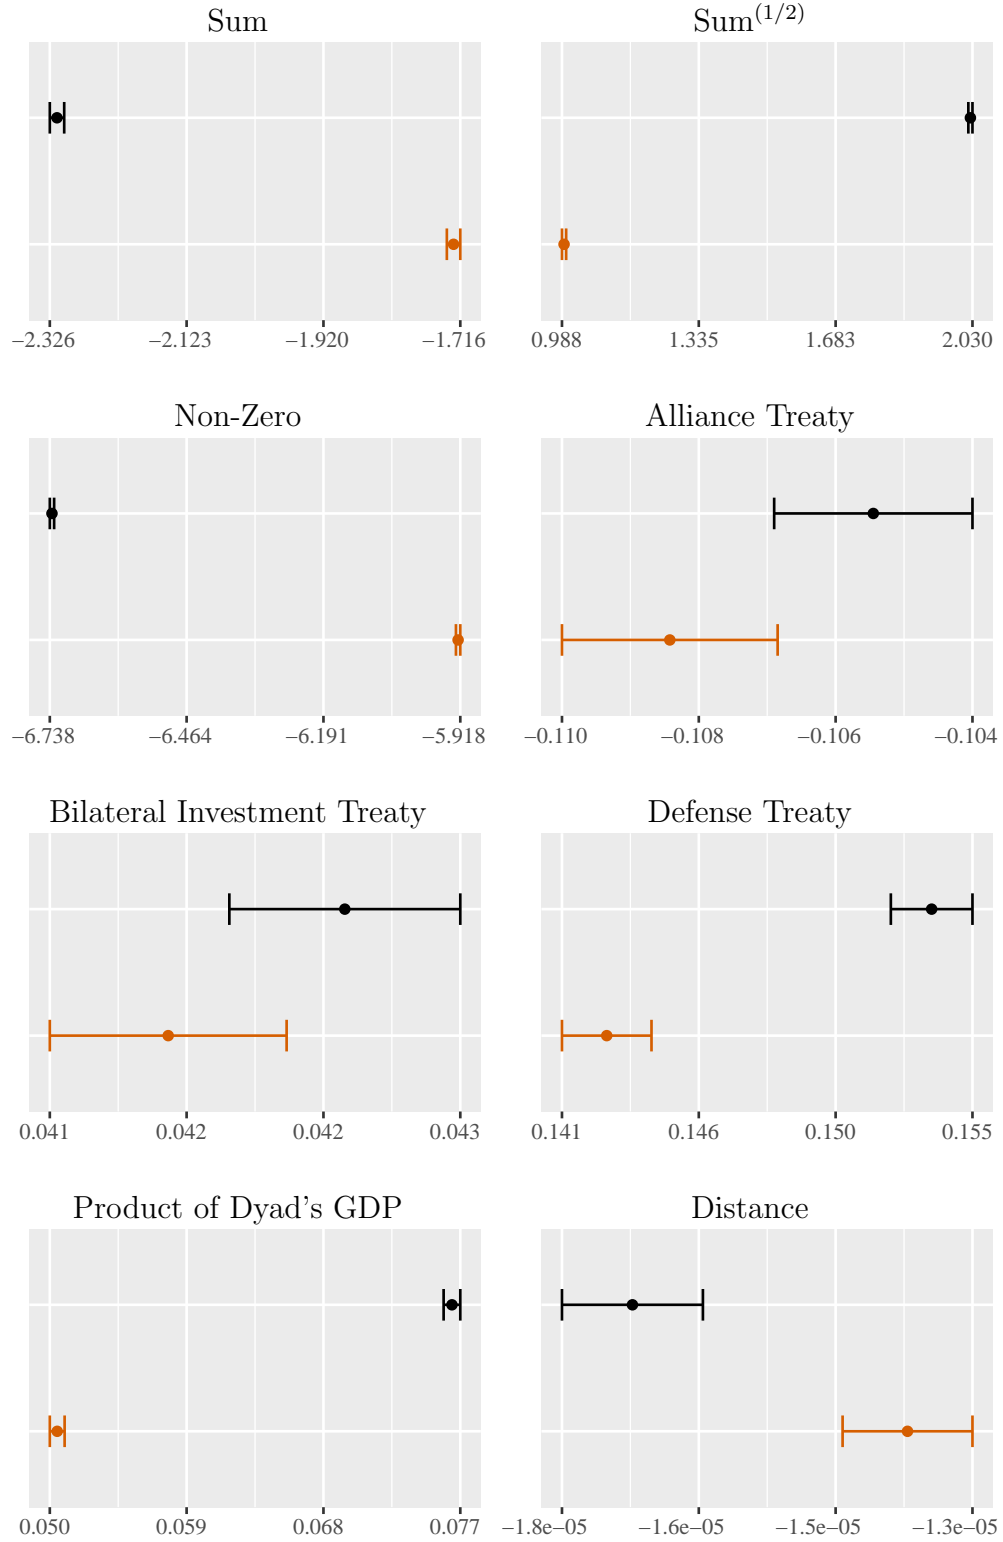 Sum
−2.326 −2.123 −1.920 −1.716
Sum^(1/2)
0.988 1.335 1.683 2.030
Non-Zero
−6.738 −6.464 −6.191 −5.918
Alliance Treaty
−0.110 −0.108 −0.106 −0.104
Bilateral Investment Treaty
0.041 0.042 0.042 0.043
Defense Treaty
0.141 0.146 0.150 0.155
Product of Dyad's GDP
0.050 0.059 0.068 0.077
Distance
−1.8e−05 −1.6e−05 −1.5e−05 −1.3e−05